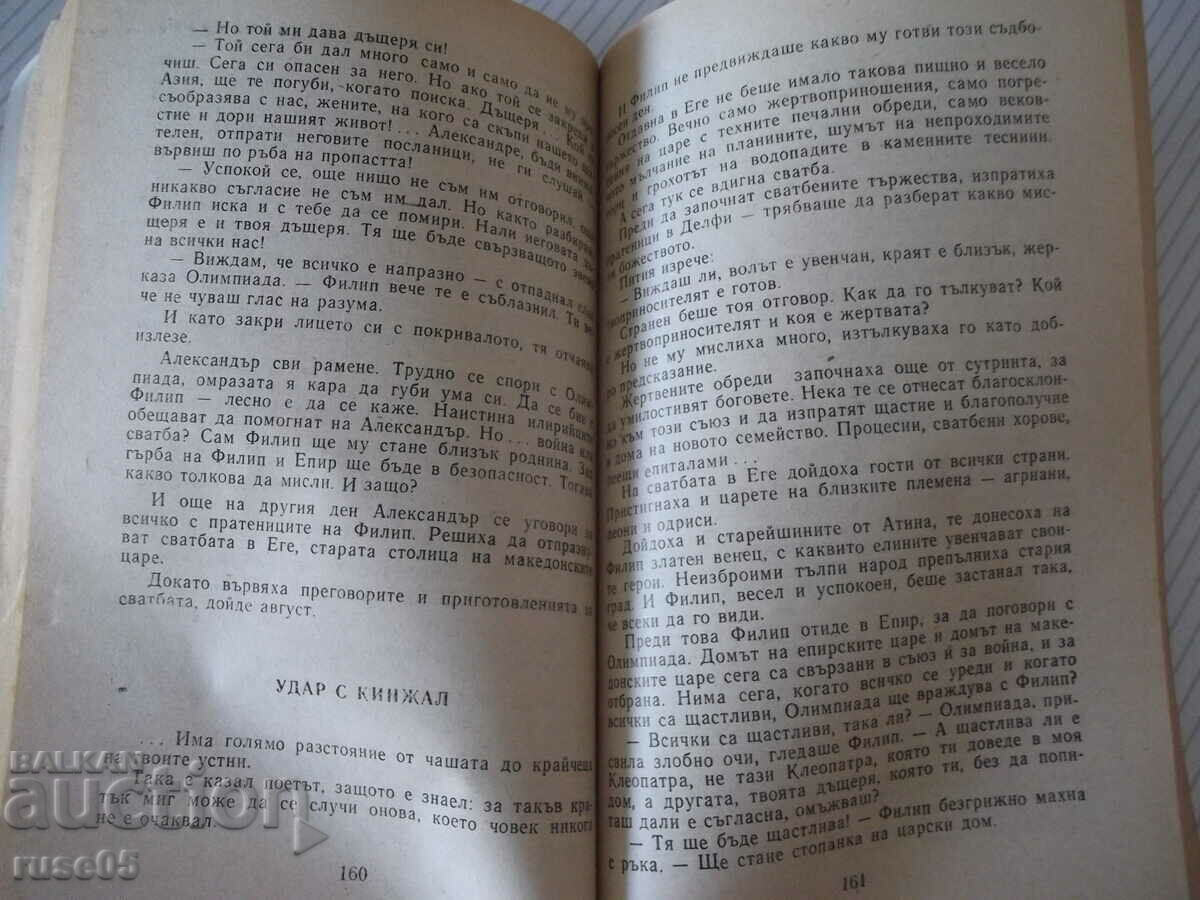 — Но той ми дава дъщеря си!
— Той сега би дал много само и само да не му
чиш. Сега си опасен за него. Но ако той се закрепи
Азия, ще те погуби, когато поиска. Дъщеря... Кой
съобразява с нас, жените, на кого са скъпи нашето
стие и дори нашият живот!... Александре, бъди
телен, отпрати неговите посланици, не ги слушай
вървиш по ръба на пропастта!
— Успокой се, още нищо не съм им отговорил,
никакво съгласие не съм им дал. Но както
Филип иска и с тебе да се помири. Нали неговата
щеря е и твоя дъщеря. Тя ще бъде свързващото
на всички нас!
— Виждам, че всичко е напразно — с отпаднал
каза Олимпиада. — Филип вече те е съблазнил. Ти
че не чуваш глас на разума.
И като закри лицето си с покривалото, тя
излезе.
Александър сви рамене. Трудно се спори с
пиада, омразата я кара да губи ума си. Да се бие с
Филип — лесно е да се каже. Наистина
обещават да помогнат на Александър. Но... война или
сватба? Сам Филип ще му стане близък роднина. Зад
гърба на Филип и Епир ще бъде в безопасност. Тогава
какво толкова да мисли. И защо?
И още на другия ден Александър се уговори за
всичко с пратениците на Филип. Решиха да
ват сватбата в Еге, старата столица на македонските
царе.
Докато вървяха преговорите и приготовленията за
сватбата, дойде август.
УДАР С КИНЖАЛ
... Има голямо разстояние от чашата до крайчеца
на твоите устни.
Така е казал поетът, защото е знаел: за такъв кра-
тък миг може да се случи онова, което човек никога
не е очаквал.
160
И Филип не предвиждаше какво му готви този съдбо-
ден.
Отдавна в Еге не беше имало такова пищно и весело
Вечно само жертвоприношения, само погре-
на царе с техните печални обреди, само веков-
мълчание на планините, шумът на непроходимите
и грохотът на водопадите в каменните теснини.
А сега тук се вдигна сватба.
Преди да започнат сватбените тържества, изпратиха
пратеници в Делфи — трябваше да разберат какво мис-
божеството.
Пития изрече:
— Виждаш ли, волът е увенчан, краят е близък, жер-
е готов.
Странен беше тоя отговор. Как да го тълкуват? Кой
е жертвоприносителят и коя е жертвата?
Но не му мислиха много, изтълкуваха го като доб-
ро предсказание.
Жертвените обреди започнаха още от сутринта, за
да умилостивят боговете. Нека те се отнесат благосклон-
но към този съюз и да изпратят щастие и благополучие
в дома на новото семейство. Процесии, сватбени хорове,
пеещи епиталами...
На сватбата в Еге дойдоха гости от всички страни.
Пристигнаха и царете на близките племена — агриани,
пеони и одриси.
Дойдоха и старейшините от Атина, те донесоха на
Филип златен венец, с каквито елините увенчават свои-
те герои. Неизброими тълпи народ препълниха стария
град. И Филип, весел и успокоен, беше застанал така,
че всеки да го види.
Преди това Филип отиде в Епир, за да поговори с
Олимпиада. Домът на епирските царе и домът на маке-
донските царе сега са свързани в съюз и за война, и за
отбрана. Нима сега, когато всичко се уреди и когато
всички са щастливи, Олимпиада ще враждува с Филип?
— Всички са щастливи, така ли? — Олимпиада, при-
свила злобно очи, гледаше Филип. — А щастлива ли е
Клеопатра, не тази Клеопатра, която ти доведе в моя
дом, а другата, твоята дъщеря, която ти, без да попи-
таш дали е съгласна, омъжваш?
— Тя ще бъде щастлива! — Филип безгрижно махна
с ръка. — Ще стане стопанка на царски дом.
161
BALKAN
auction
ruse05